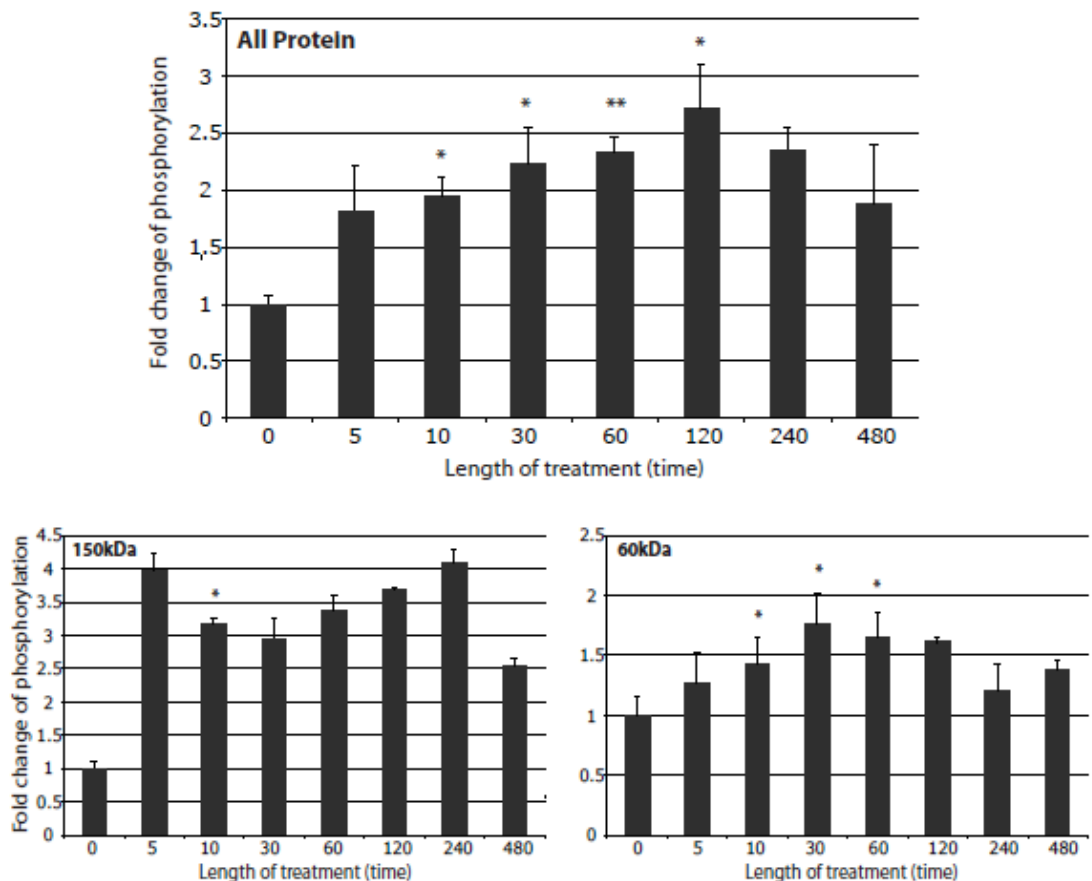 All Protein
Fold change of phosphorylation
3.5
3
2.5
2
1.5
1
0.5
0
*
*
**
*
0 5 10 30 60 120 240 480
Length of treatment (time)
150kDa
Fold change of phosphorylation
4.5
4
3.5
3
2.5
2
1.5
1
0.5
0
*
0 5 10 30 60 120 240 480
Length of treatment (time)
60kDa
2.5
2
1.5
1
0.5
0
*
*
*
0 5 10 30 60 120 240 480
Length of treatment (time)